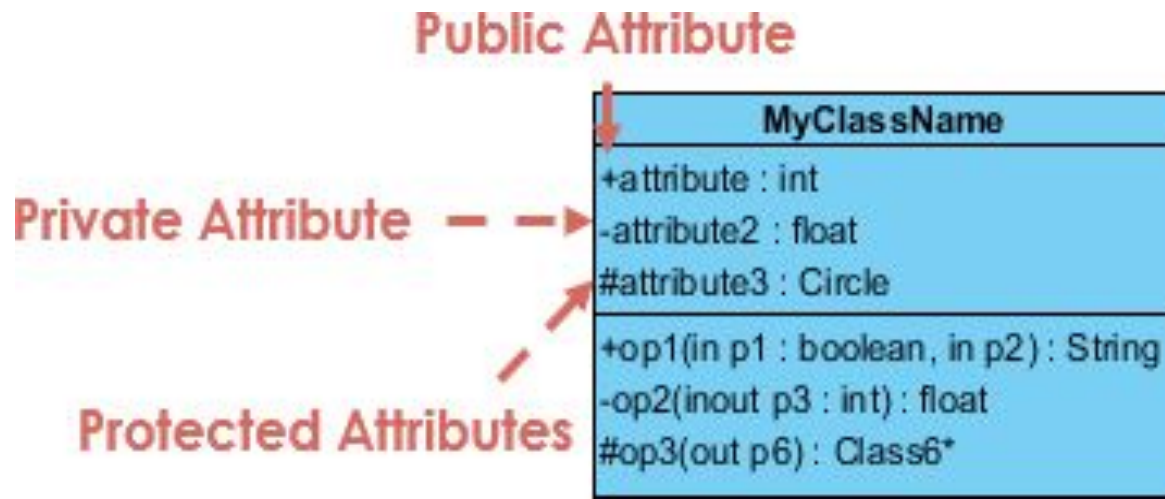 Public Attribute
MyClassName
+attribute : int
Private Attribute
-attribute2 : float
#attribute3 : Circle
+op1(in p1 : boolean, in p2) : String
-op2(inout p3 : int) : float
Protected Attributes
#op3(out p6) : Class6*